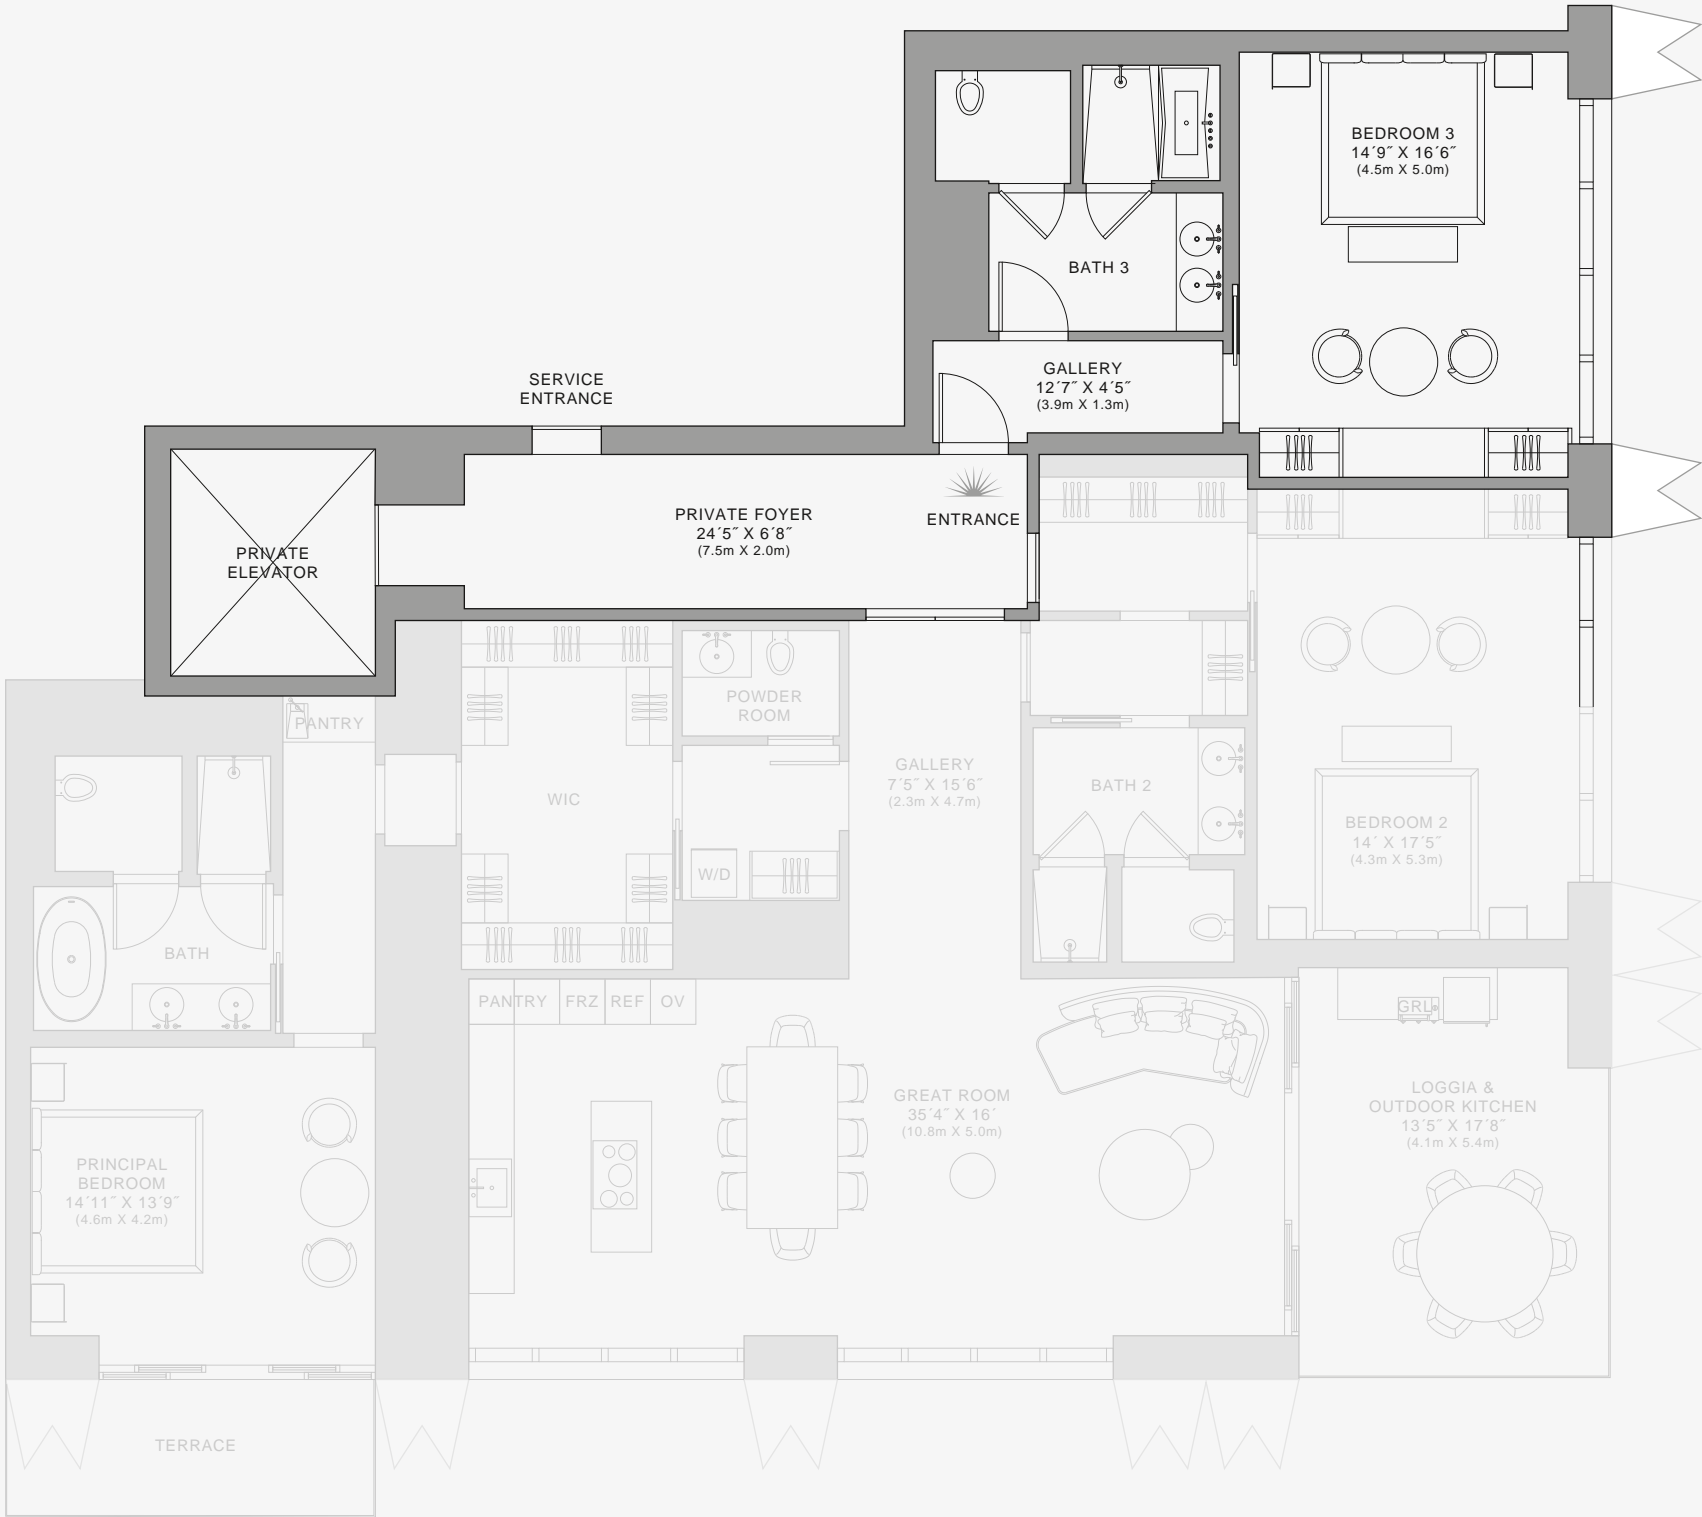 BEDROOM 3
14´9˝ X 16´6˝
(4.5m X 5.0m)
BATH 3
GALLERY
12´7˝ X 4´5˝
(3.9m X 1.3m)
SERVICE
ENTRANCE
PRIVATE
ELEVATOR
PRIVATE FOYER
24´5˝ X 6´8˝
(7.5m X 2.0m)
ENTRANCE
PANTRY
POWDER
ROOM
WIC
W/D
GALLERY
7´5˝ X 15´6˝
(2.3m X 4.7m)
BATH 2
BEDROOM 2
14´ X 17´5˝
(4.3m X 5.3m)
BATH
PANTRY
FRZ
REF
OV
GRL
GREAT ROOM
35´4˝ X 16´
(10.8m X 5.0m)
LOGGIA &
OUTDOOR KITCHEN
13´5˝ X 17´8˝
(4.1m X 5.4m)
PRINCIPAL
BEDROOM
14´11˝ X 13´9˝
(4.6m X 4.2m)
TERRACE